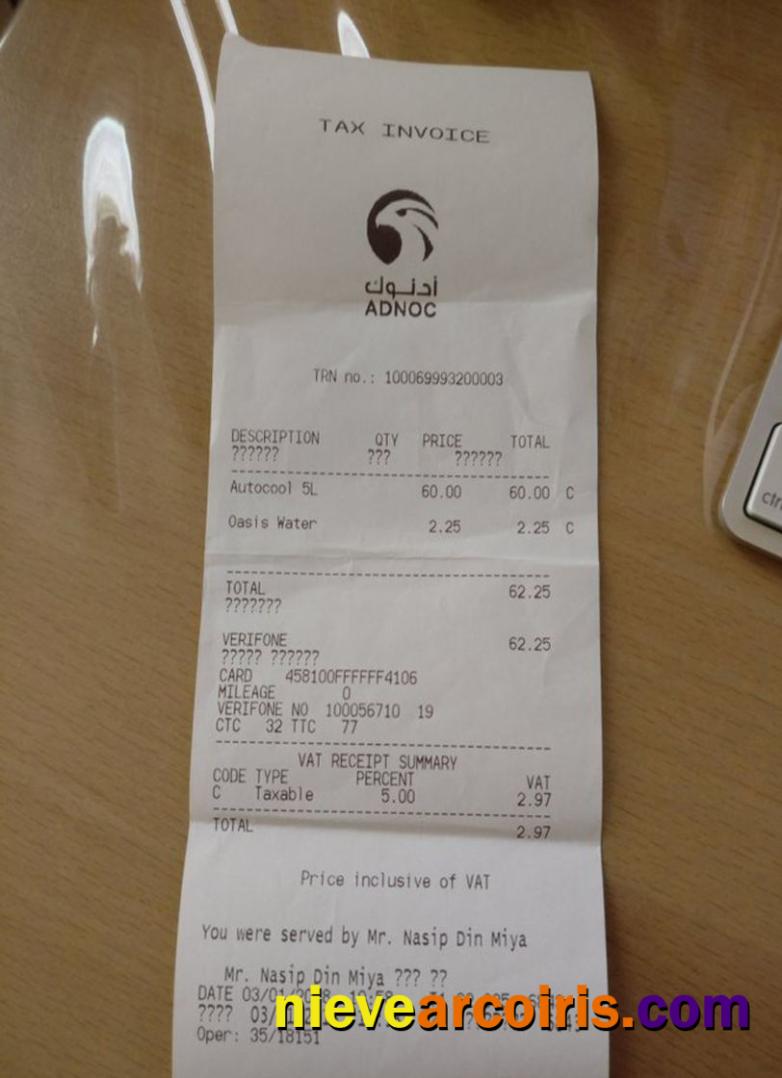 TAX INVOICE
أدنوك
ADNOC
TRN no.: 100069993200003
DESCRIPTION QTY PRICE TOTAL
?????? ??? ??????
Autocool 5L 60.00 60.00 C
Oasis Water 2.25 2.25 C
TOTAL 62.25
???????
VERIFONE 62.25
????? ??????
CARD 458100FFFFFF4106
MILEAGE 0
VERIFONE NO 100056710 19
CTC 32 TTC 77
VAT RECEIPT SUMMARY
CODE TYPE PERCENT VAT
C Taxable 5.00 2.97
TOTAL 2.97
Price inclusive of VAT
You were served by Mr. Nasip Din Miya
Mr. Nasip Din Miya ??? ??
DATE
????
nievearcoiris.com
Oper: 35/18151
ctrl